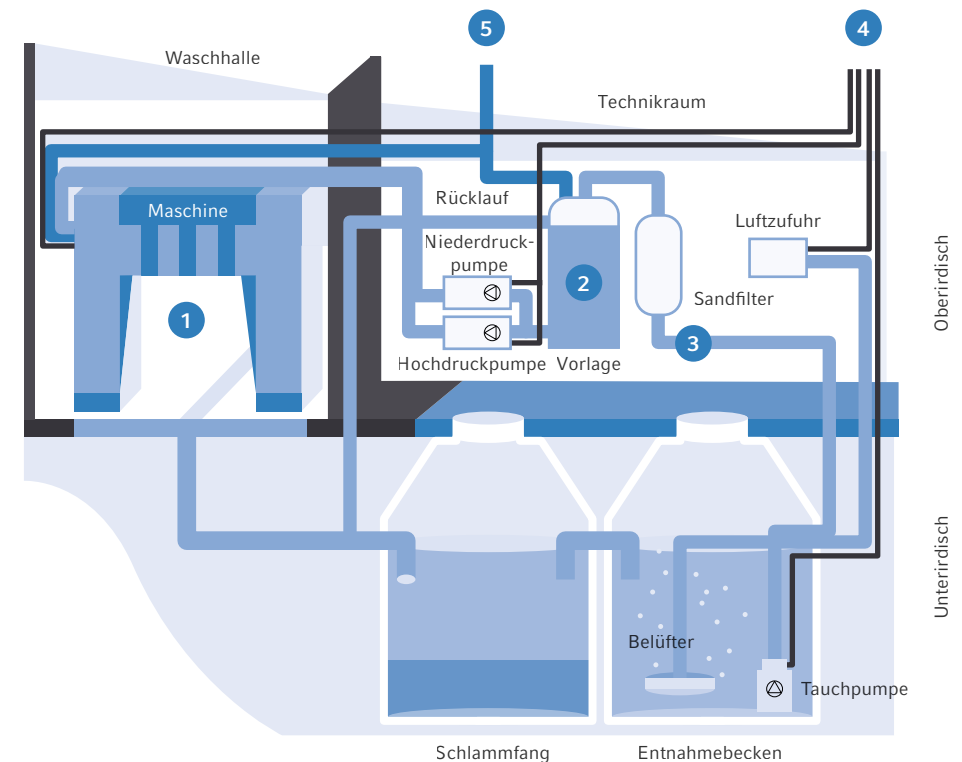 5
4
Waschhalle
Technikraum
Rücklauf
Maschine
Luftzufuhr
Niederdruck-
pumpe
Oberirdisch
2
Sandfilter
1
3
Hochdruckpumpe
Vorlage
Unterirdisch
Belüfter
Tauchpumpe
Schlammfang
Entnahmebecken